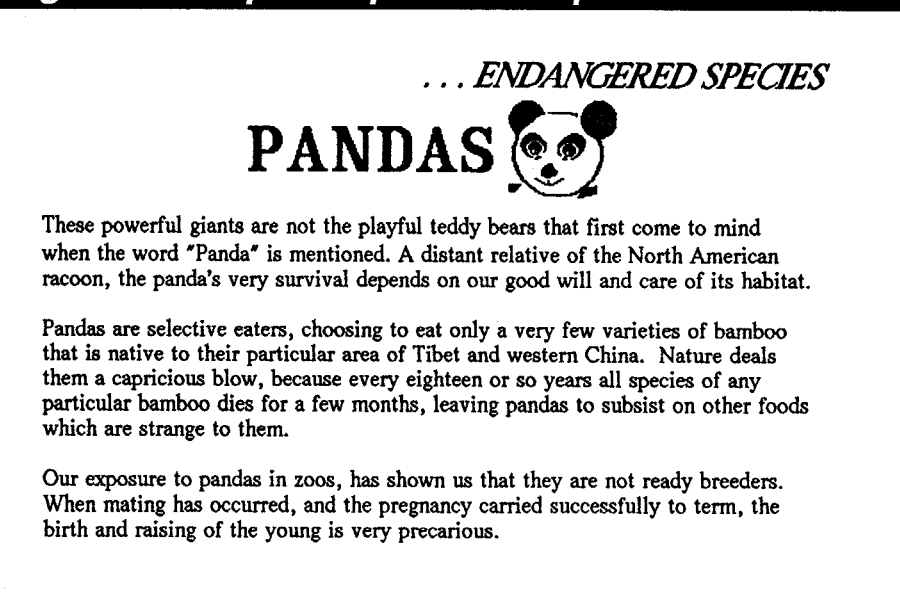 . . . ENDANGERED SPECIES
PANDAS
These powerful giants are not the playful teddy bears that first come to mind
when the word "Panda" is mentioned. A distant relative of the North American
racoon, the panda's very survival depends on our good will and care of its habitat.
Pandas are selective eaters, choosing to eat only a very few varieties of bamboo
that is native to their particular area of Tibet and western China. Nature deals
them a capricious blow, because every eighteen or so years all species of any
particular bamboo dies for a few months, leaving pandas to subsist on other foods
which are strange to them.
Our exposure to pandas in zoos, has shown us that they are not ready breeders.
When mating has occurred, and the pregnancy carried successfully to term, the
birth and raising of the young is very precarious.